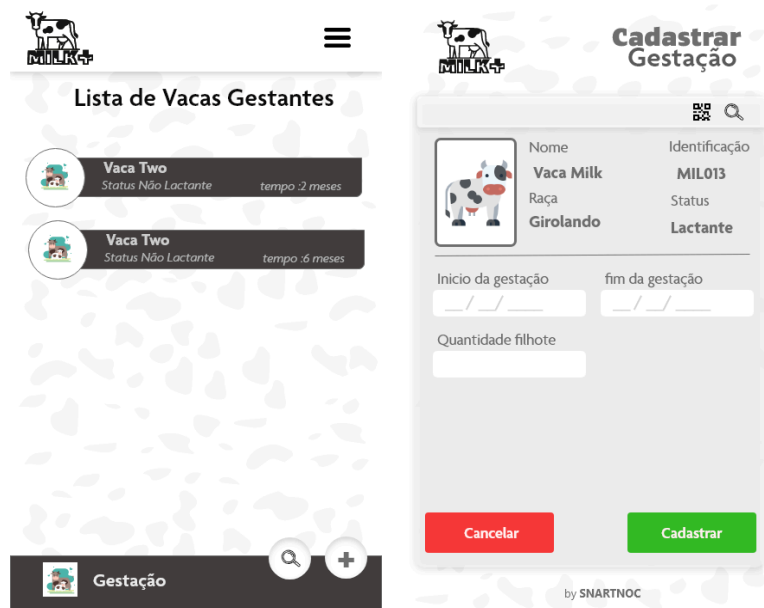 MILK+
Lista de Vacas Gestantes
Vaca Two
Status Não Lactante
tempo :2 meses
Vaca Two
Status Não Lactante
tempo :6 meses
Gestação
MILK+
Cadastrar
Gestação
Nome
Identificação
Vaca Milk
MIL013
Raça
Status
Girolando
Lactante
Inicio da gestação
fim da gestação
__ / __/ ____
__ / __/ ____
Quantidade filhote
Cancelar
Cadastrar
by SNARTNOC